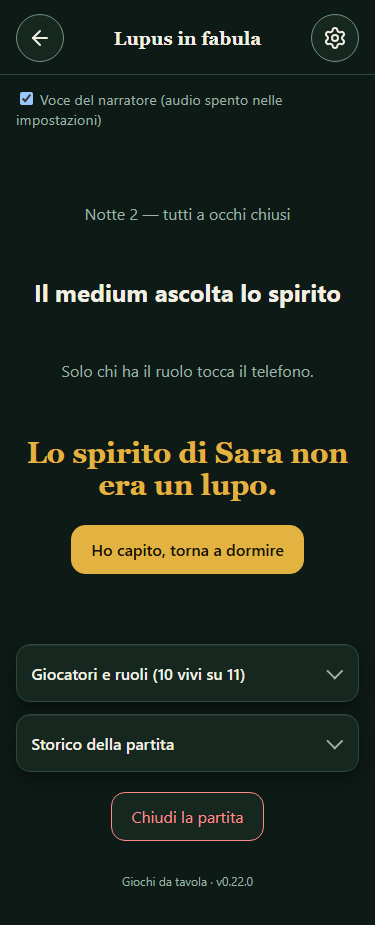 Lupus in fabula
Voce del narratore (audio spento nelle
impostazioni)
Notte 2 — tutti a occhi chiusi
Il medium ascolta lo spirito
Solo chi ha il ruolo tocca il telefono.
Lo spirito di Sara non
era un lupo.
Ho capito, torna a dormire
Giocatori e ruoli (10 vivi su 11)
Storico della partita
Chiudi la partita
Giochi da tavola · v0.22.0